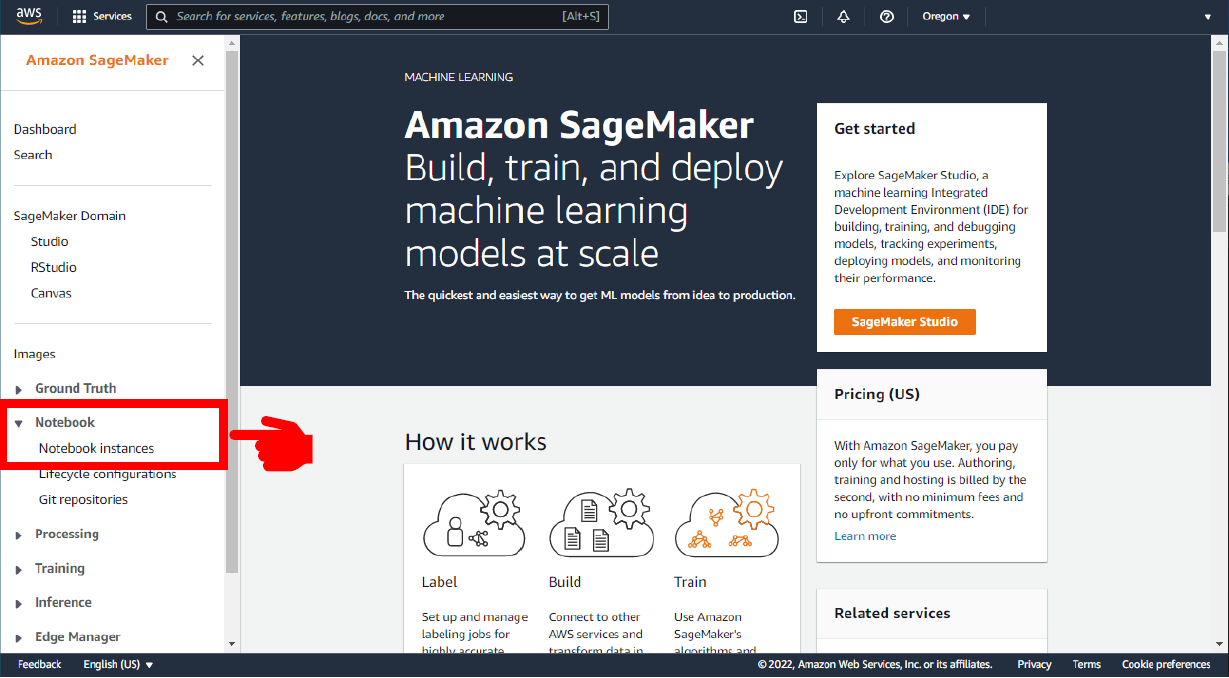 aws
Services
Search for services, features, blogs, docs, and more
[Alt+S]
Oregon
Amazon SageMaker
Dashboard
Search
SageMaker Domain
Studio
RStudio
Canvas
Images
Ground Truth
Notebook
Notebook instances
Lifecycle configurations
Git repositories
Processing
Training
Inference
Edge Manager
MACHINE LEARNING
Amazon SageMaker
Build, train, and deploy
machine learning
models at scale
The quickest and easiest way to get ML models from idea to production.
Get started
Explore SageMaker Studio, a
machine learning Integrated
Development Environment (IDE) for
building, training, and debugging
models, tracking experiments,
deploying models, and monitoring
their performance.
SageMaker Studio
Pricing (US)
With Amazon SageMaker, you pay
only for what you use. Authoring,
training and hosting is billed by the
second, with no minimum fees and
no upfront commitments.
Learn more
Related services
How it works
Label
Set up and manage
labeling jobs for
highly accurate
Build
Connect to other
AWS services and
transform data in
Train
Use Amazon
SageMaker's
algorithms and
Feedback
English (US)
© 2022, Amazon Web Services, Inc. or its affiliates.
Privacy
Terms
Cookie preferences